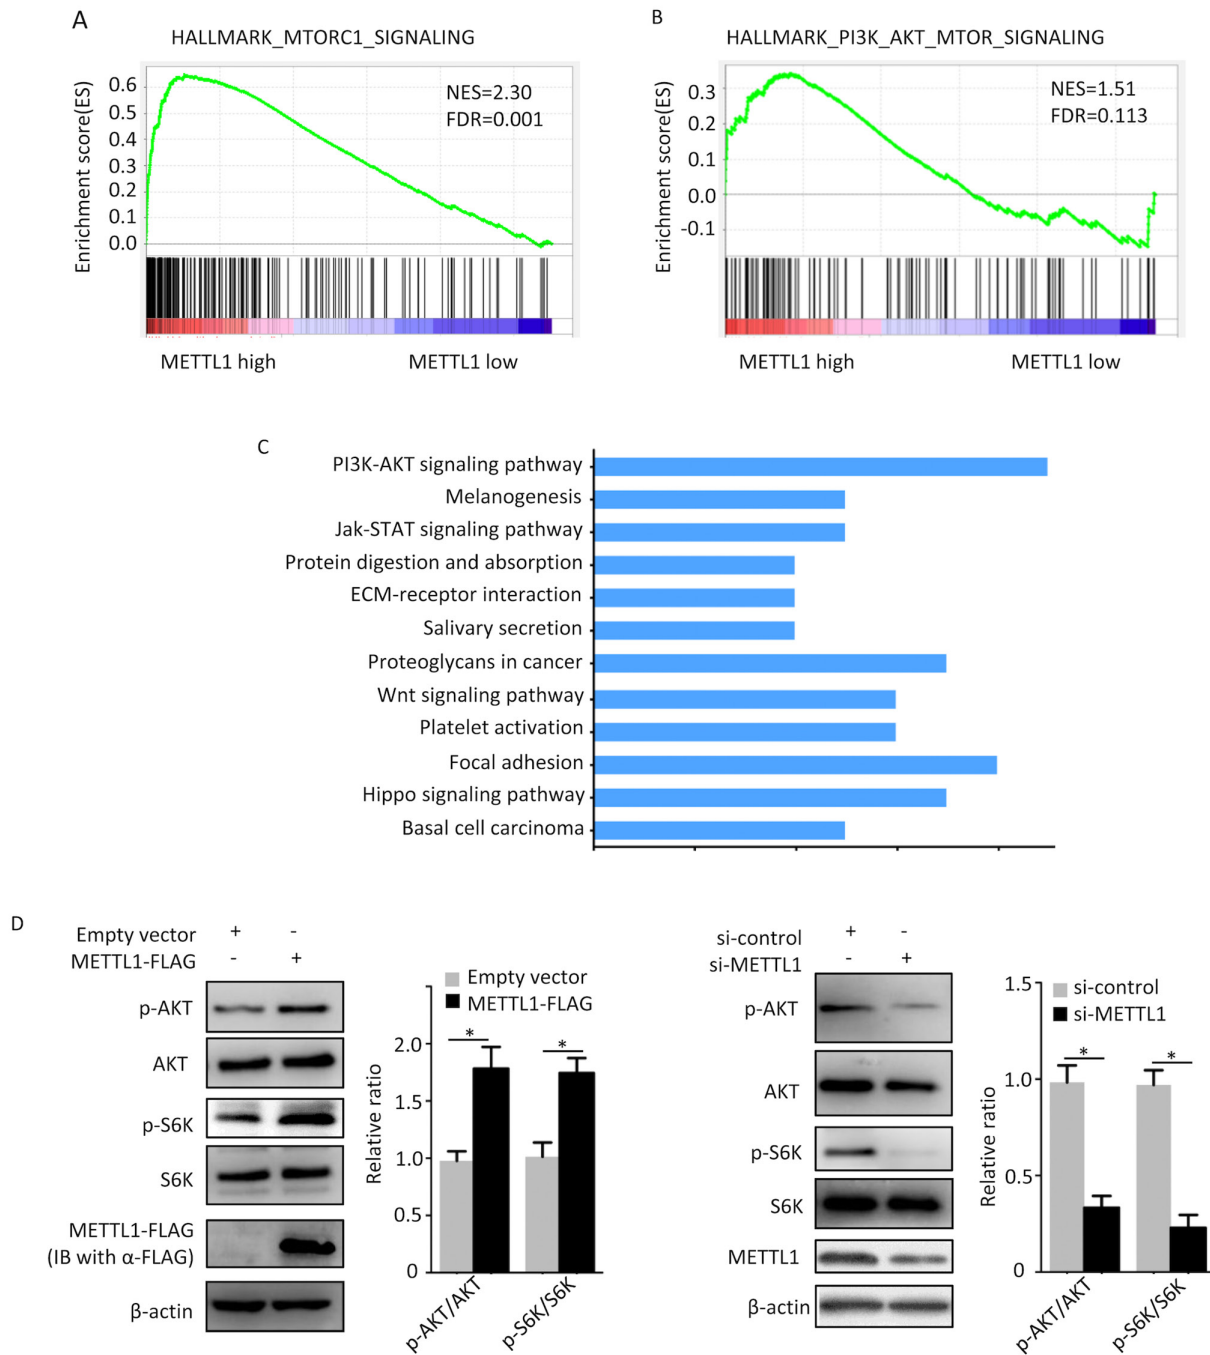 A
HALLMARK_MTORC1_SIGNALING
Enrichment score(ES)
0.6
0.5
0.4
0.3
0.2
0.1
0.0
NES=2.30
FDR=0.001
METTL1 high
METTL1 low
B
HALLMARK_PI3K_AKT_MTOR_SIGNALING
Enrichment score(ES)
0.3
0.2
0.1
0.0
-0.1
NES=1.51
FDR=0.113
METTL1 high
METTL1 low
C
PI3K-AKT signaling pathway
Melanogenesis
Jak-STAT signaling pathway
Protein digestion and absorption
ECM-receptor interaction
Salivary secretion
Proteoglycans in cancer
Wnt signaling pathway
Platelet activation
Focal adhesion
Hippo signaling pathway
Basal cell carcinoma
D
Empty vector + -
METTL1-FLAG - +
p-AKT
AKT
p-S6K
S6K
METTL1-FLAG
(IB with α-FLAG)
β-actin
Empty vector
METTL1-FLAG
Relative ratio
2.0
1.5
1.0
0.5
0
* *
p-AKT/AKT
p-S6K/S6K
si-control + -
si-METTL1 - +
p-AKT
AKT
p-S6K
S6K
METTL1
β-actin
si-control
si-METTL1
Relative ratio
1.5
1.0
0.5
0
* *
p-AKT/AKT
p-S6K/S6K